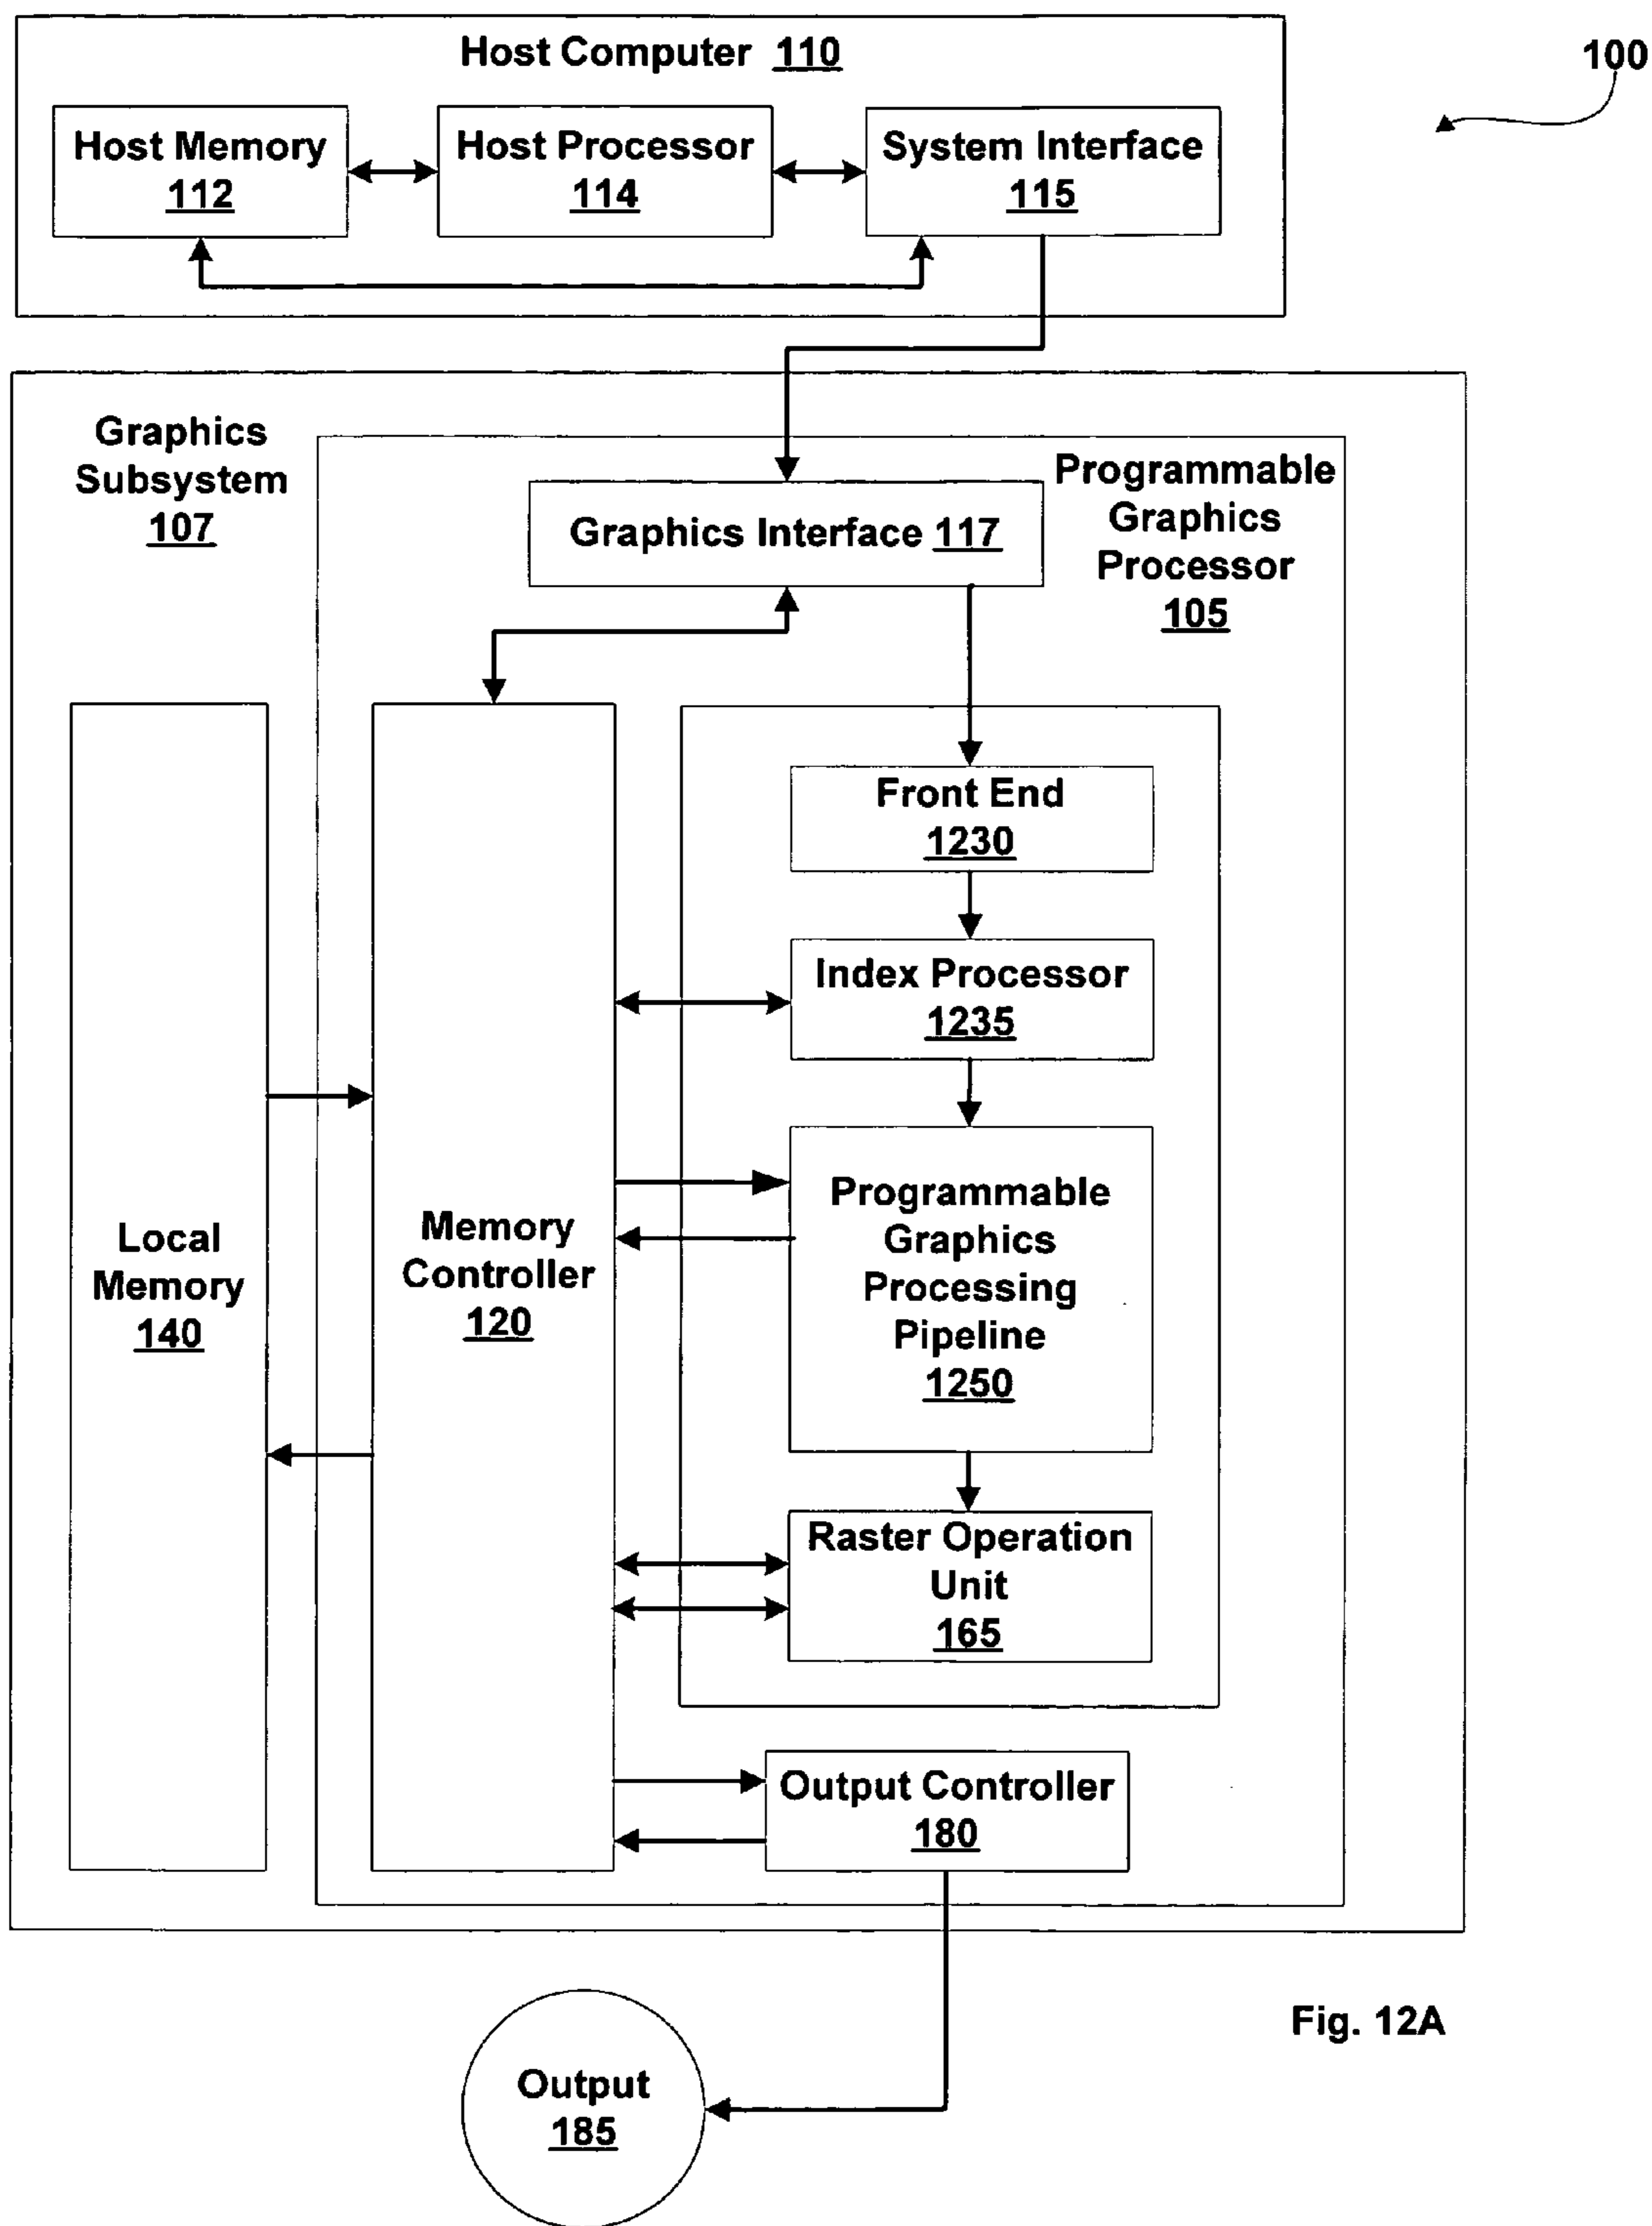 Host Computer 110
100
Host Memory
112
Host Processor
114
System Interface
115
Graphics
Subsystem
107
Programmable
Graphics
Processor
105
Graphics Interface 117
Front End
1230
Index Processor
1235
Local
Memory
140
Memory
Controller
120
Programmable
Graphics
Processing
Pipeline
1250
Raster Operation
Unit
165
Output Controller
180
Output
185
Fig. 12A